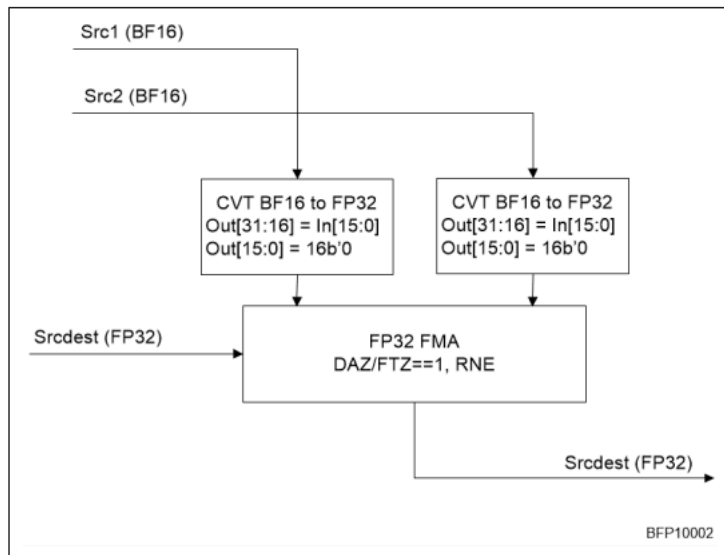 Src1 (BF16)
Src2 (BF16)
CVT BF16 to FP32
Out[31:16] = In[15:0]
Out[15:0] = 16b'0
CVT BF16 to FP32
Out[31:16] = In[15:0]
Out[15:0] = 16b'0
Srcdest (FP32)
FP32 FMA
DAZ/FTZ==1, RNE
Srcdest (FP32)
BFP10002